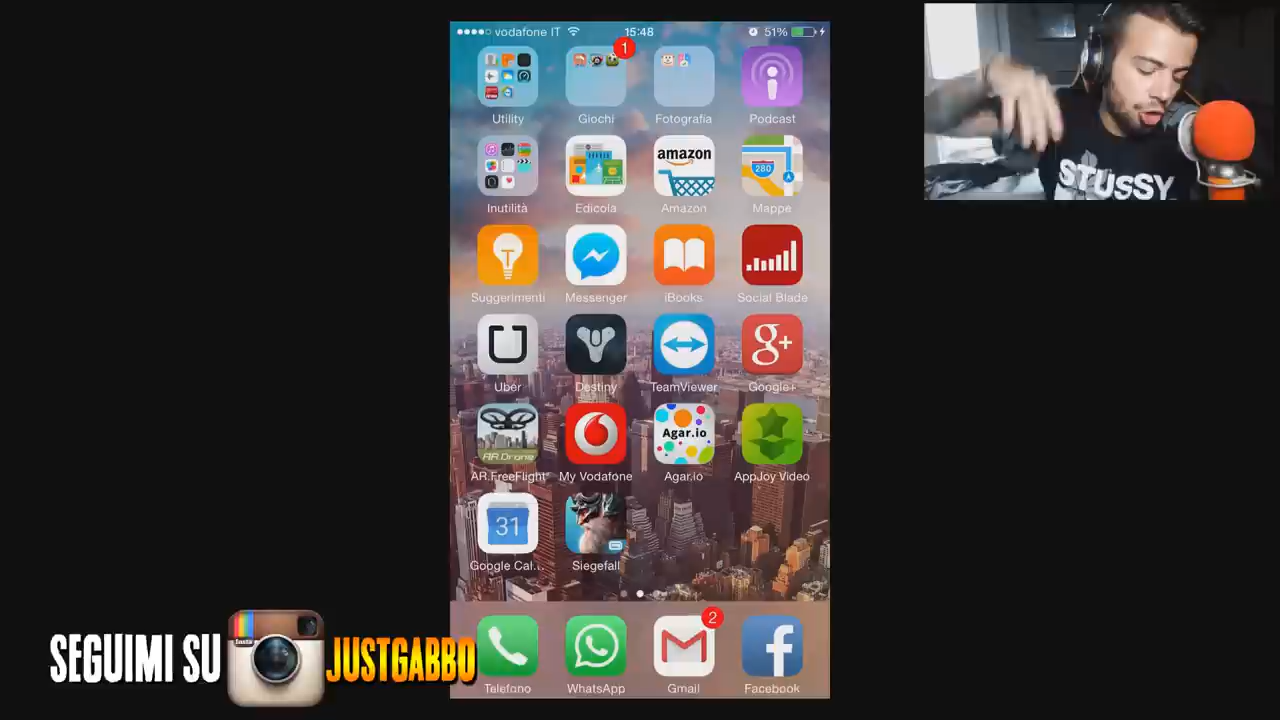 vodafone IT 15:48 51%
1
Utility Giochi Fotografia Podcast
amazon 280
Inutilità Edicola Amazon Mappe
Suggerimenti Messenger iBooks Social Blade
g+
Uber Destiny TeamViewer Google+
AR.Drone Agar.io
AR.FreeFlight My Vodafone Agar.io AppJoy Video
31
Google Cal... Siegefall
2
Telefono WhatsApp Gmail Facebook
STUSSY
SEGUIMI SU Insta JUSTGABBO